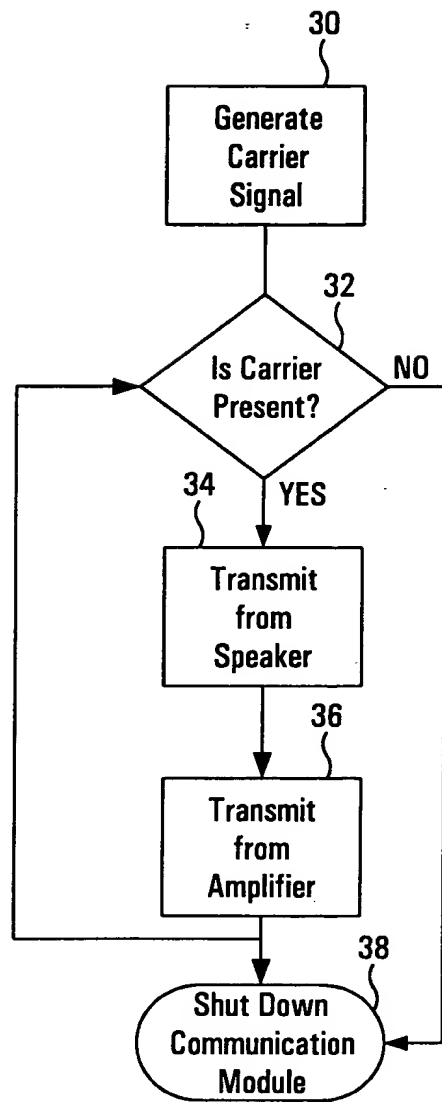 30
Generate
Carrier
Signal
32
Is Carrier
Present?
NO
YES
34
Transmit
from
Speaker
36
Transmit
from
Amplifier
38
Shut Down
Communication
Module